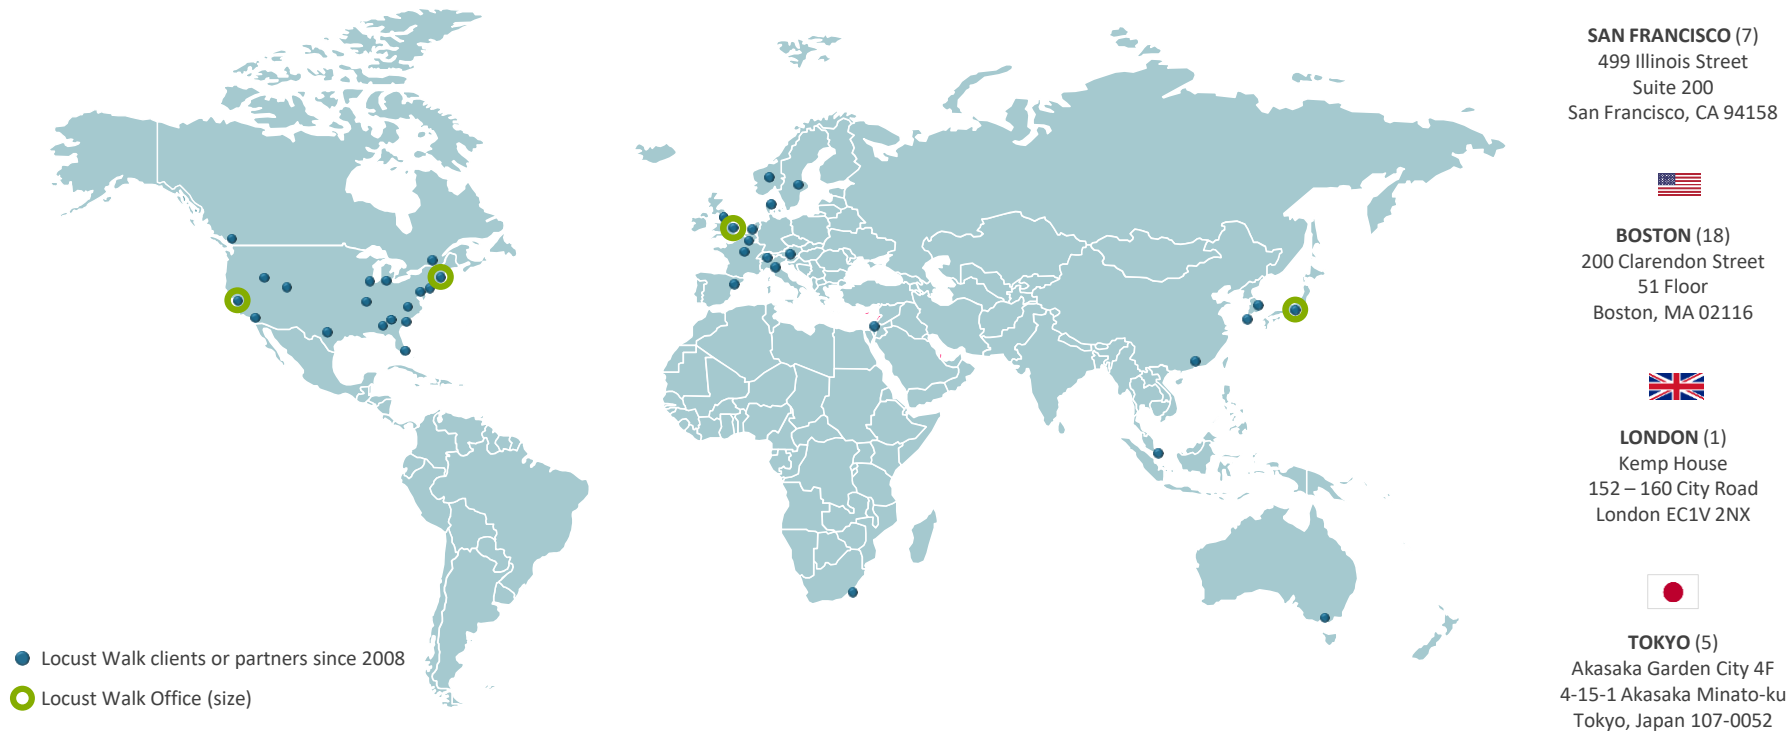 SAN FRANCISCO (7)
499 Illinois Street
Suite 200
San Francisco, CA 94158
BOSTON (18)
200 Clarendon Street
51 Floor
Boston, MA 02116
LONDON (1)
Kemp House
152 – 160 City Road
London EC1V 2NX
TOKYO (5)
Akasaka Garden City 4F
4-15-1 Akasaka Minato-ku
Tokyo, Japan 107-0052
Locust Walk clients or partners since 2008
Locust Walk Office (size)